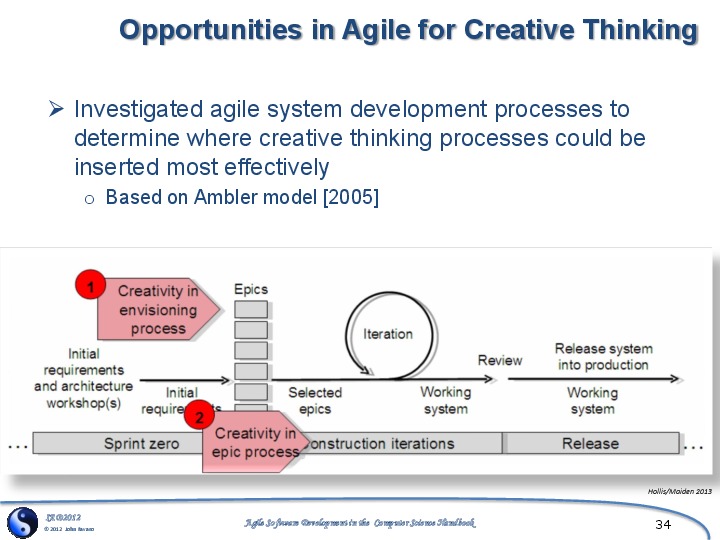 Opportunities in Agile for Creative Thinking
➢ Investigated agile system development processes to
determine where creative thinking processes could be
inserted most effectively
o Based on Ambler model [2005]
1
Creativity in
envisioning
process
Epics
Iteration
Initial
requirements
and architecture
workshop(s)
Initial
Selected
epics
Working
system
Review
Release system
into production
Working
system
2
Creativity in
epic process
...
Sprint zero
onstruction iterations
Release
...
Hollis/Maiden 2013
© 2012 John
Agile Software Development in the Computer Science Handbook
34